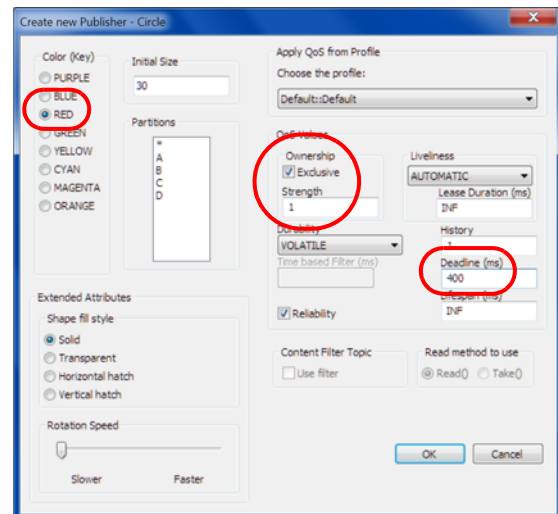 Create new Publisher - Circle
Color (Key)
PURPLE
BLUE
RED
GREEN
YELLOW
CYAN
MAGENTA
ORANGE
Initial Size
30
Partitions
*
A
B
C
D
Extended Attributes
Shape fill style
Solid
Transparent
Horizontal hatch
Vertical hatch
Rotation Speed
Slower Faster
Apply QoS from Profile
Choose the profile:
Default::Default
QoS Values
Ownership
Exclusive
Strength
1
Liveliness
AUTOMATIC
Lease Duration (ms)
INF
Durability
VOLATILE
Time based Filter (ms)
Reliability
History
1
Deadline (ms)
400
Lifespan (ms)
INF
Content Filter Topic
Use filter
Read method to use
Read() Take()
OK Cancel